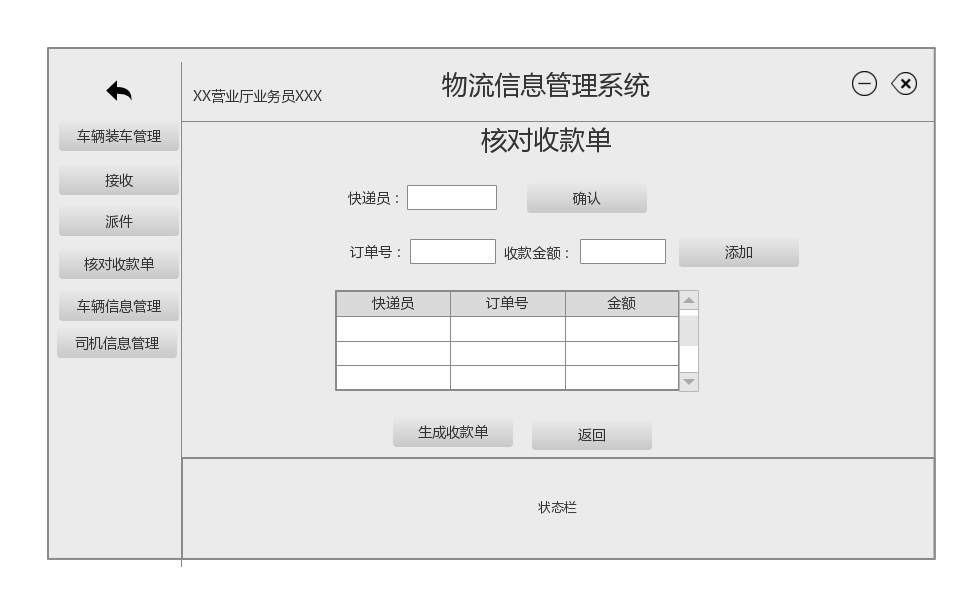 物流信息管理系统
XX营业厅业务员XXX
核对收款单
车辆装车管理
接收
派件
核对收款单
车辆信息管理
司机信息管理
快递员： 确认
订单号： 收款金额： 添加
快递员 订单号 金额
生成收款单 返回
状态栏